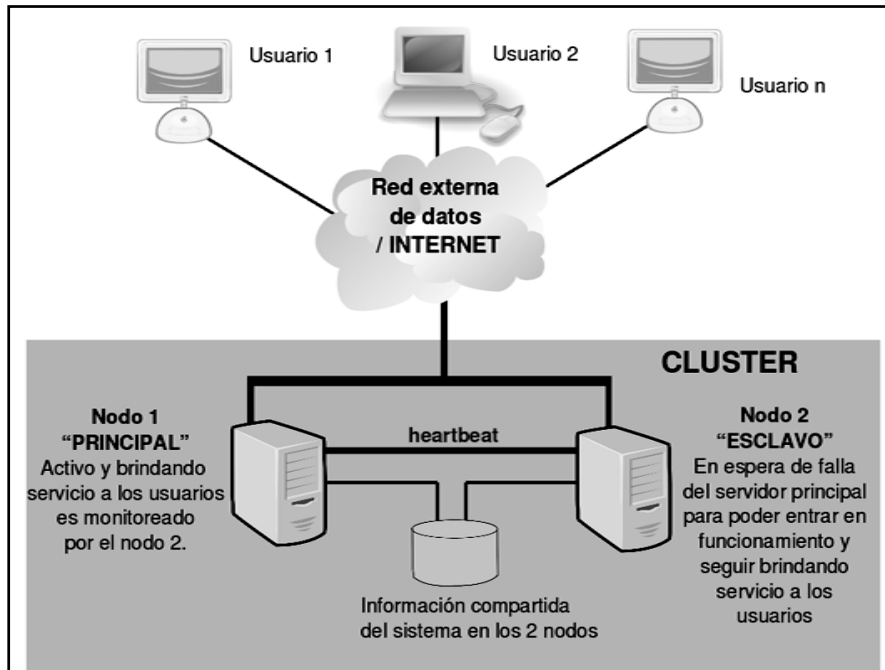 Usuario 1
Usuario 2
Usuario n
Red externa
de datos
/ INTERNET
CLUSTER
Nodo 1
“PRINCIPAL”
Activo y brindando
servicio a los usuarios
es monitoreado
por el nodo 2.
heartbeat
Nodo 2
“ESCLAVO”
En espera de falla
del servidor principal
para poder entrar en
funcionamiento y
seguir brindando
servicio a los
usuarios
Información compartida
del sistema en los 2 nodos